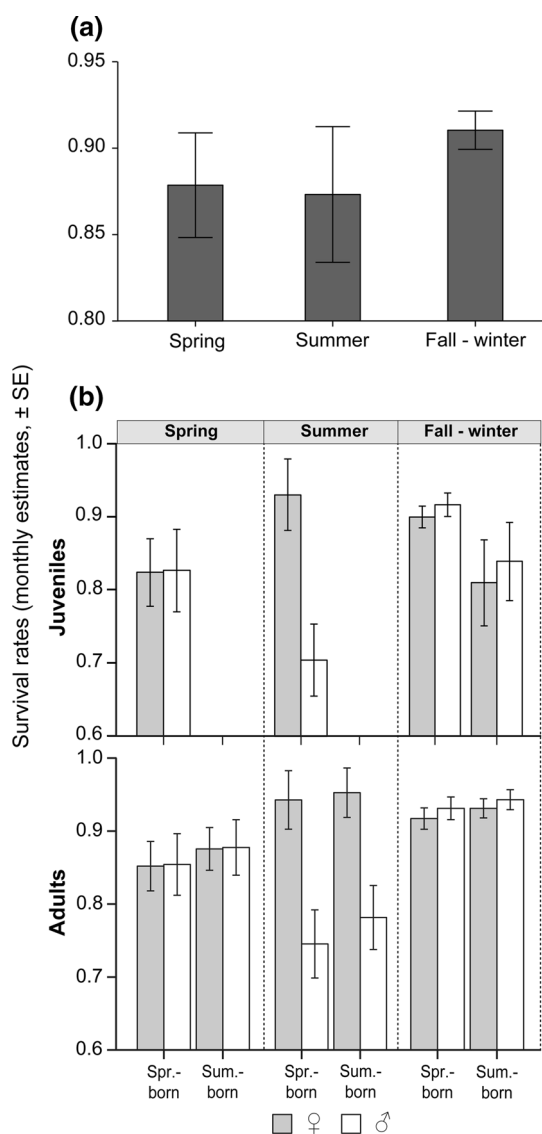 (a)
0.95
0.90
0.85
0.80
Spring Summer Fall - winter
Survival rates (monthly estimates, ± SE)
(b)
Spring Summer Fall - winter
Juveniles
1.0
0.9
0.8
0.7
0.6
Adults
1.0
0.9
0.8
0.7
0.6
Spr.- Sum.- Spr.- Sum.- Spr.- Sum.-
born born born born born born
♀ ♂